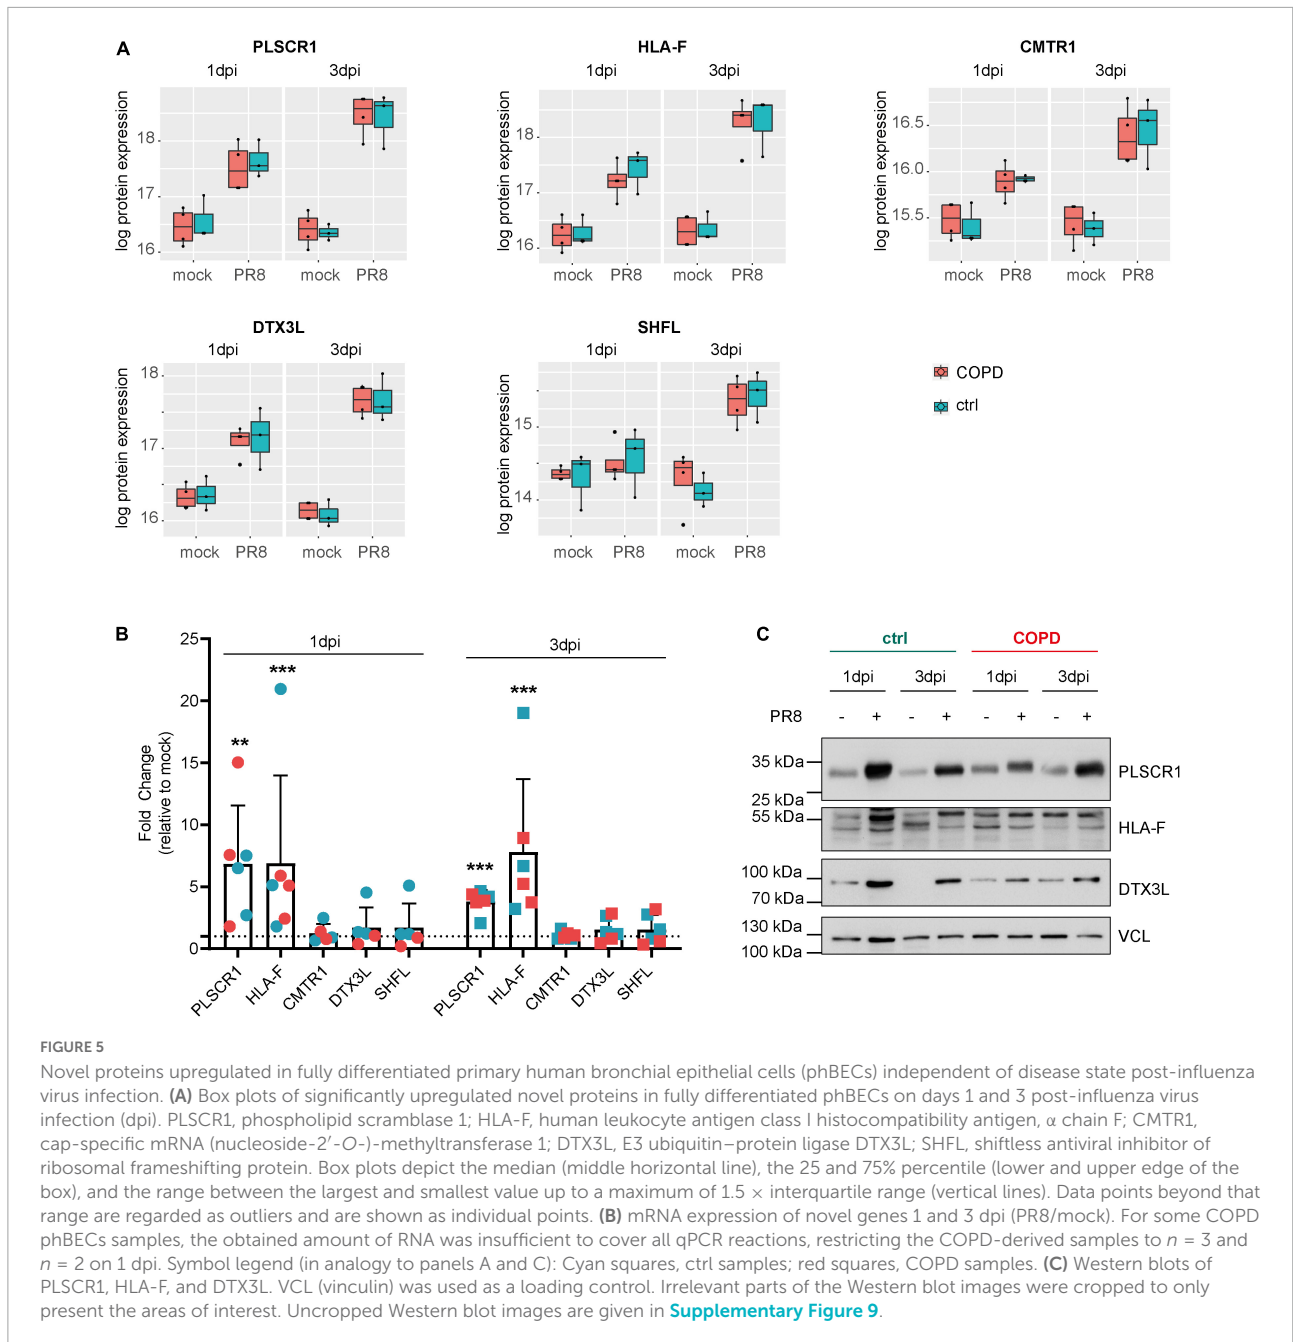 A
PLSCR1
1dpi
3dpi
log protein expression
18
17
16
mock
PR8
mock
PR8
HLA-F
1dpi
3dpi
log protein expression
18
17
16
mock
PR8
mock
PR8
CMTR1
1dpi
3dpi
log protein expression
16.5
16.0
15.5
mock
PR8
mock
PR8
DTX3L
1dpi
3dpi
log protein expression
18
17
16
mock
PR8
mock
PR8
SHFL
1dpi
3dpi
log protein expression
15
14
mock
PR8
mock
PR8
COPD
ctrl
B
1dpi
3dpi
Fold Change
(relative to mock)
25
20
15
10
5
0
**
***
***
***
PLSCR1
HLA-F
CMTR1
DTX3L
SHFL
PLSCR1
HLA-F
CMTR1
DTX3L
SHFL
C
ctrl
COPD
1dpi
3dpi
1dpi
3dpi
PR8
- + - + - + - +
35 kDa
25 kDa
PLSCR1
55 kDa
HLA-F
100 kDa
70 kDa
DTX3L
130 kDa
100 kDa
VCL
FIGURE 5
Novel proteins upregulated in fully differentiated primary human bronchial epithelial cells (phBECs) independent of disease state post-influenza
virus infection. (A) Box plots of significantly upregulated novel proteins in fully differentiated phBECs on days 1 and 3 post-influenza virus
infection (dpi). PLSCR1, phospholipid scramblase 1; HLA-F, human leukocyte antigen class I histocompatibility antigen, α chain F; CMTR1,
cap-specific mRNA (nucleoside-2′-O-)-methyltransferase 1; DTX3L, E3 ubiquitin–protein ligase DTX3L; SHFL, shiftless antiviral inhibitor of
ribosomal frameshifting protein. Box plots depict the median (middle horizontal line), the 25 and 75% percentile (lower and upper edge of the
box), and the range between the largest and smallest value up to a maximum of 1.5 × interquartile range (vertical lines). Data points beyond that
range are regarded as outliers and are shown as individual points. (B) mRNA expression of novel genes 1 and 3 dpi (PR8/mock). For some COPD
phBECs samples, the obtained amount of RNA was insufficient to cover all qPCR reactions, restricting the COPD-derived samples to n = 3 and
n = 2 on 1 dpi. Symbol legend (in analogy to panels A and C): Cyan squares, ctrl samples; red squares, COPD samples. (C) Western blots of
PLSCR1, HLA-F, and DTX3L. VCL (vinculin) was used as a loading control. Irrelevant parts of the Western blot images were cropped to only
present the areas of interest. Uncropped Western blot images are given in Supplementary Figure 9.